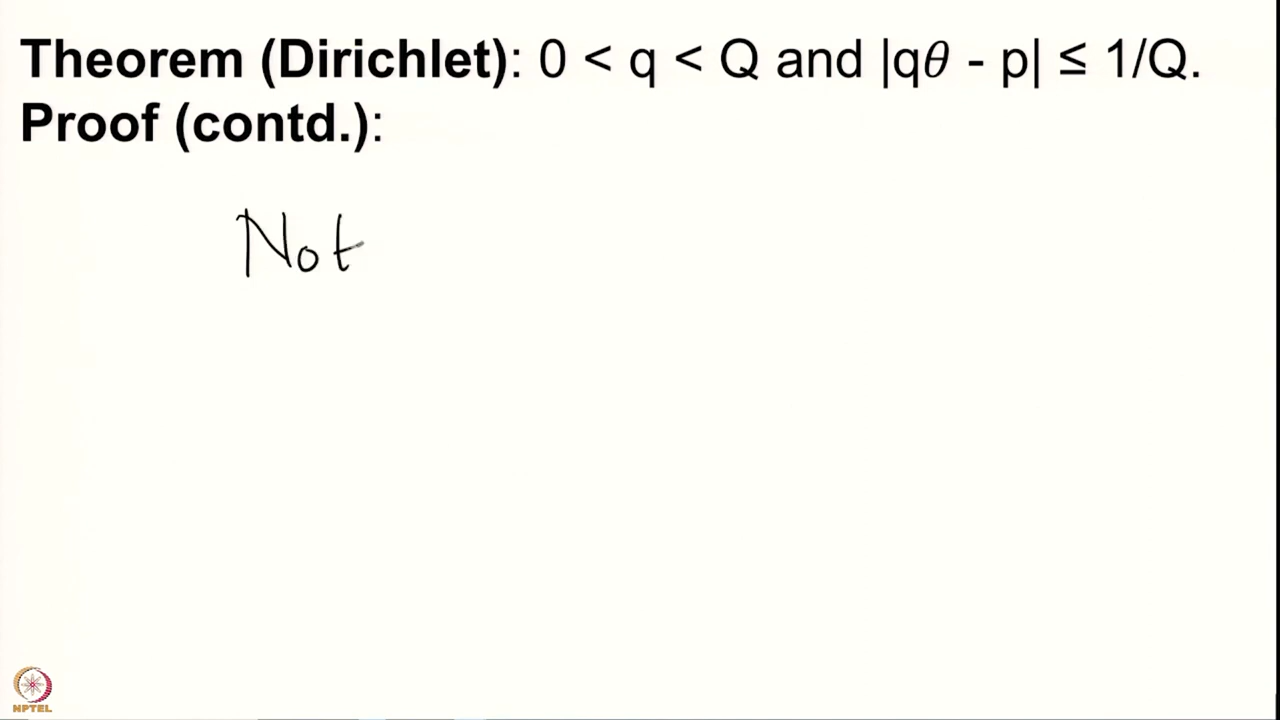 Theorem (Dirichlet): 0 < q < Q and |qθ - p| ≤ 1/Q.
Proof (contd.):
Not
NPTEL